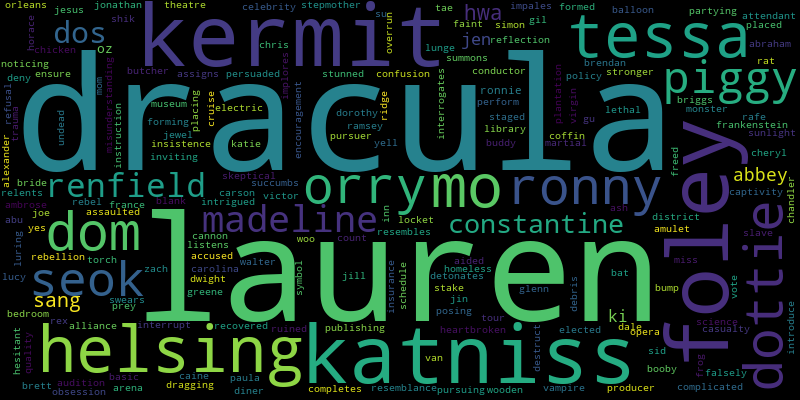 orleans jesus jonathan stepmother theatre celebrity su tae faint simon impales gil formed balloon partying attendant placed
horace shik kermit overrun hwa tessa abraham
dos chris lunge jen reflection
noticing chicken oz butcher assigns persuaded stunned confusion summons conductor brendan stronger rat
deny ensure mom implores piggy
refusal trauma undead dracula
misunderstanding museum placing cruise electric encouragement ridge interrogates ronnie policy plantation virgin briggs
forming dorothy perform lethal monster
instruction jewel ramsey staged gu rafe frankenstein
alexander insistence katie pursuer yell library buddy martial coffin freed sunlight
inviting skeptical cheryl
bride renfield succumbs orry mo ronny foley abbey
relents carson victor captivity chandler
ambrose rebel france blank intrigued locket inn ash district slave
abu joe assaulted madeline resembles constantine amulet
yes dom cannon woo count
luring rebellion torch listens accused lauren miss
lucy seok zach carolina walter symbol jill insurance schedule aided homeless bat vote dottie
swears dwight detonates glenn debris
bedroom sang prey greene stake jin bump introduce
rex posing tour ki
hesitant alliance interrupt recovered ruined publishing heartbroken elected dale opera science casualty
quality helsing katniss van destruct sid frog
basic caine paula booby falsely
brett audition arena dragging diner completes resemblance pursuing wooden vampire producer complicated
obsession